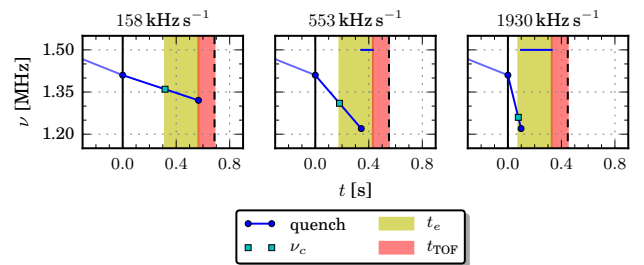 158 kHz s⁻¹ 553 kHz s⁻¹ 1930 kHz s⁻¹
ν [MHz]
1.50
1.35
1.20
0.0 0.4 0.8 0.0 0.4 0.8 0.0 0.4 0.8
t [s]
quench t_e
ν_c t_TOF